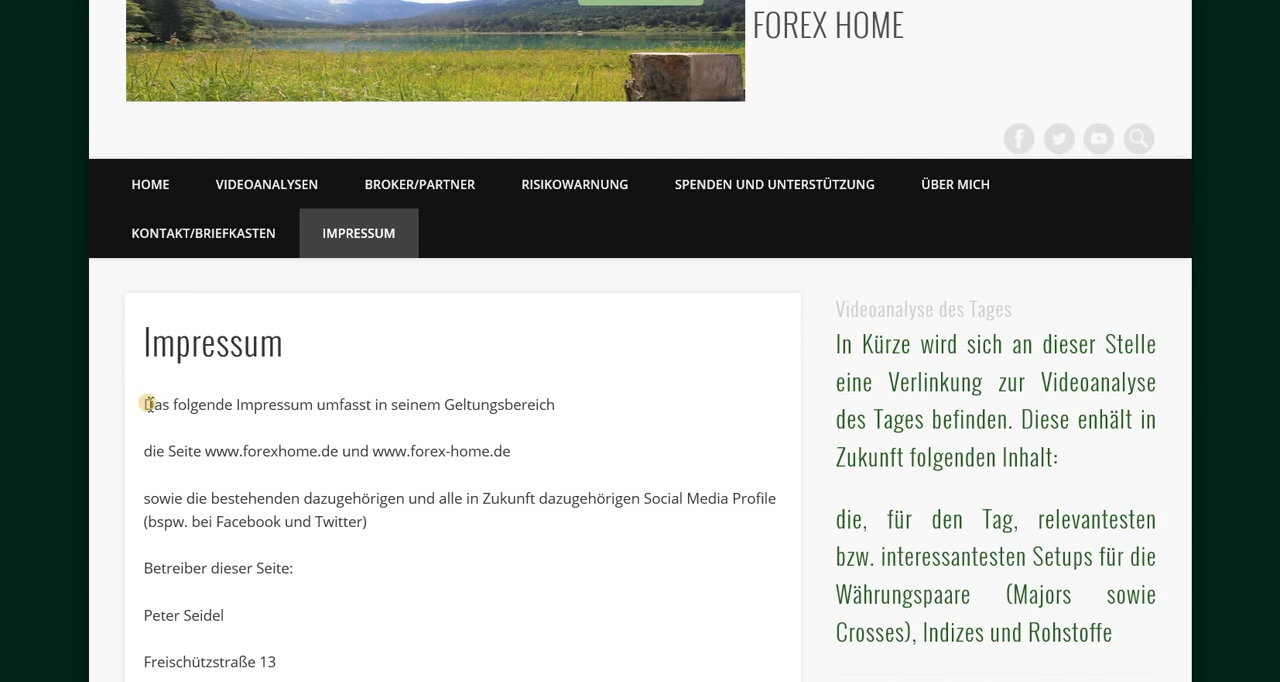 FOREX HOME
HOME VIDEOANALYSEN BROKER/PARTNER RISIKOWARNUNG SPENDEN UND UNTERSTÜTZUNG ÜBER MICH
KONTAKT/BRIEFKASTEN IMPRESSUM
Impressum
Das folgende Impressum umfasst in seinem Geltungsbereich
die Seite www.forexhome.de und www.forex-home.de
sowie die bestehenden dazugehörigen und alle in Zukunft dazugehörigen Social Media Profile
(bspw. bei Facebook und Twitter)
Betreiber dieser Seite:
Peter Seidel
Freischützstraße 13
Videoanalyse des Tages
In Kürze wird sich an dieser Stelle
eine Verlinkung zur Videoanalyse
des Tages befinden. Diese enhält in
Zukunft folgenden Inhalt:
die, für den Tag, relevantesten
bzw. interessantesten Setups für die
Währungspaare (Majors sowie
Crosses), Indizes und Rohstoffe